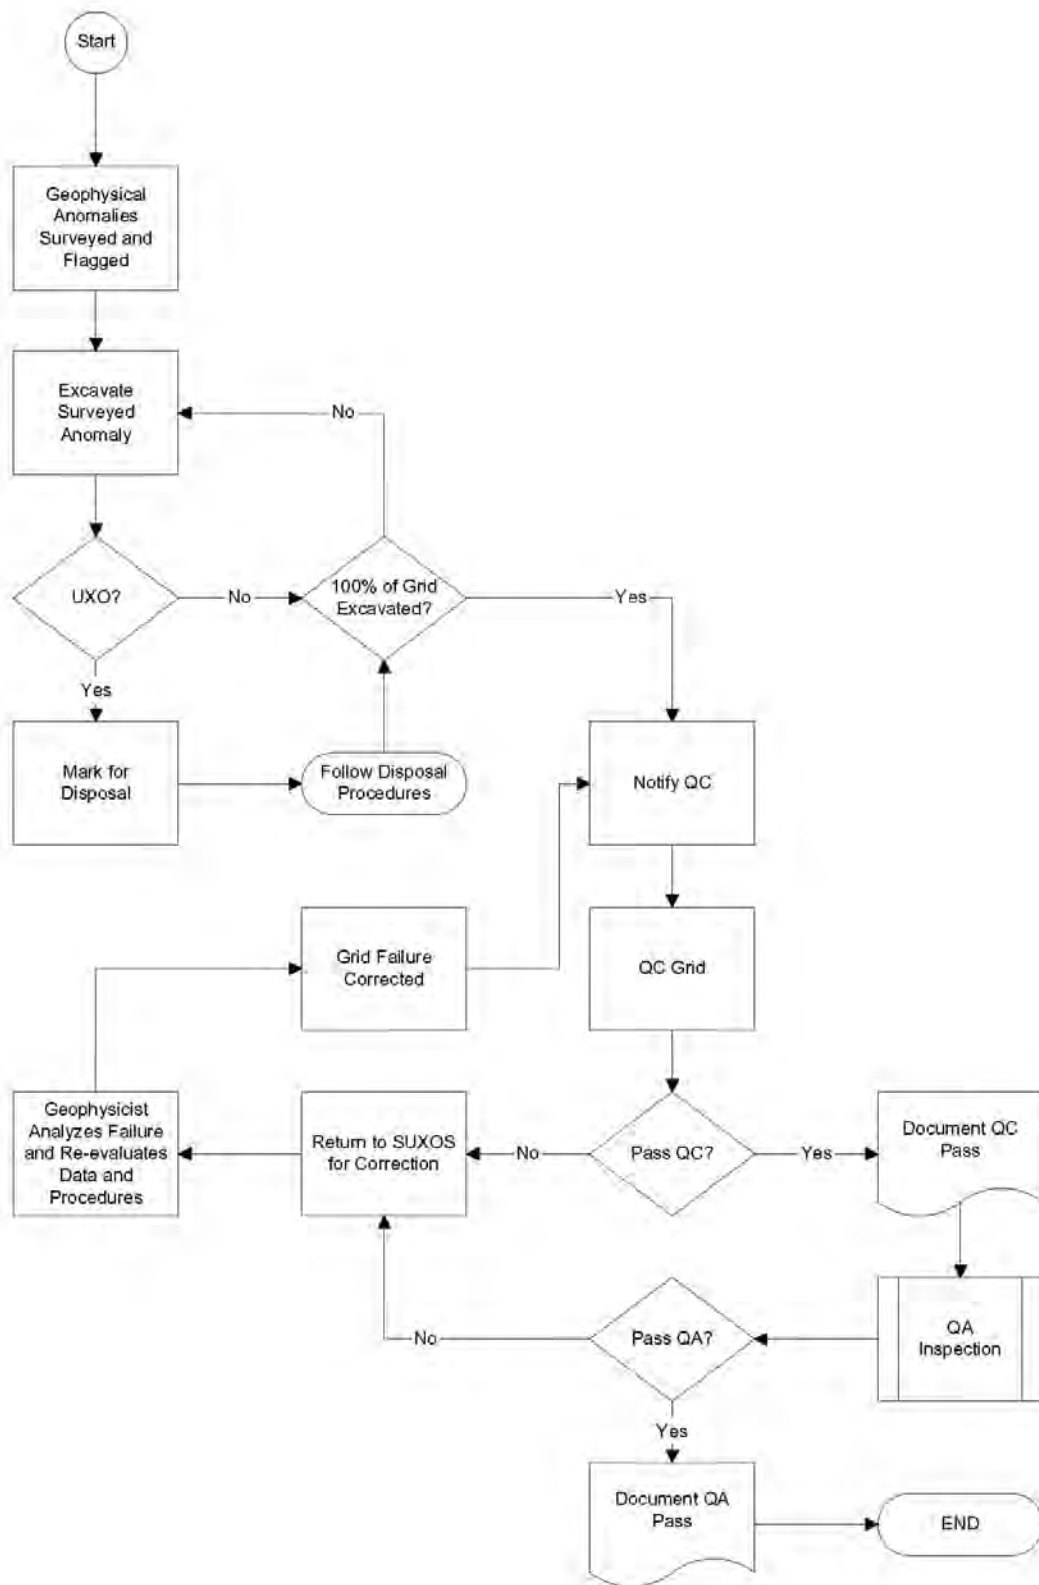 Start
Geophysical
Anomalies
Surveyed and
Flagged
Excavate
Surveyed
Anomaly
No
UXO?
No
100% of Grid
Excavated?
Yes
Yes
Mark for
Disposal
Follow Disposal
Procedures
Notify QC
Grid Failure
Corrected
QC Grid
Geophysicist
Analyzes Failure
and Re-evaluates
Data and
Procedures
Return to SUXOS
for Correction
No
Pass QC?
Yes
Document QC
Pass
No
Pass QA?
QA
Inspection
Yes
Document QA
Pass
END